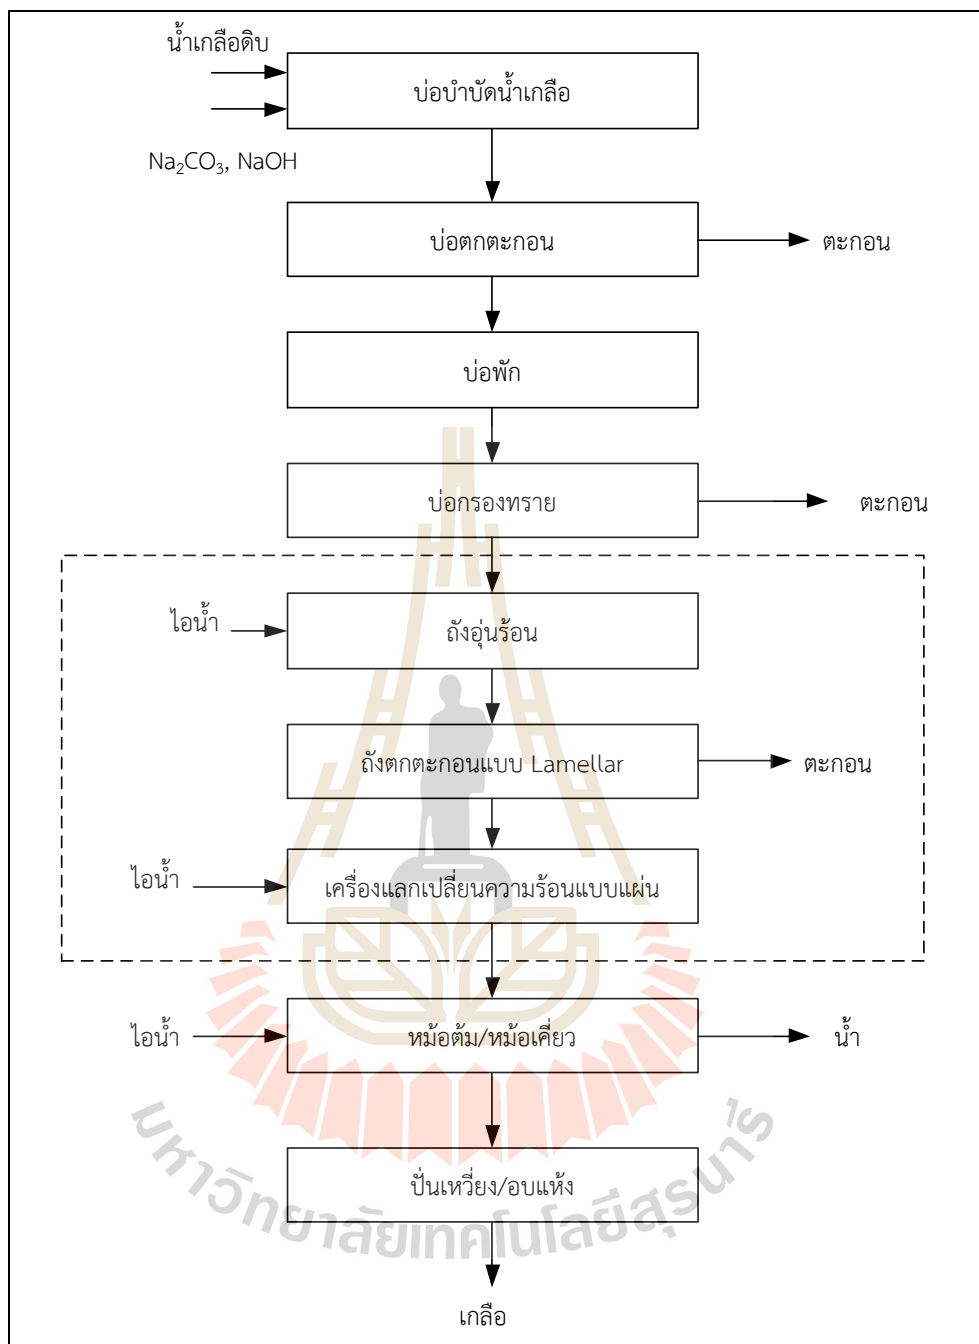 น้ำเกลือดิบ
บ่อบำบัดน้ำเกลือ
Na₂CO₃, NaOH
บ่อตกตะกอน
ตะกอน
บ่อพัก
บ่อกรองทราย
ตะกอน
ไอน้ำ
ถังอุ่นร้อน
ถังตกตะกอนแบบ Lamellar
ตะกอน
ไอน้ำ
เครื่องแลกเปลี่ยนความร้อนแบบแผ่น
ไอน้ำ
หม้อต้ม/หม้อเคี่ยว
น้ำ
ปั่นเหวี่ยง/อบแห้ง
มหาวิทยาลัยเทคโนโลยีสุรนารี
เกลือ